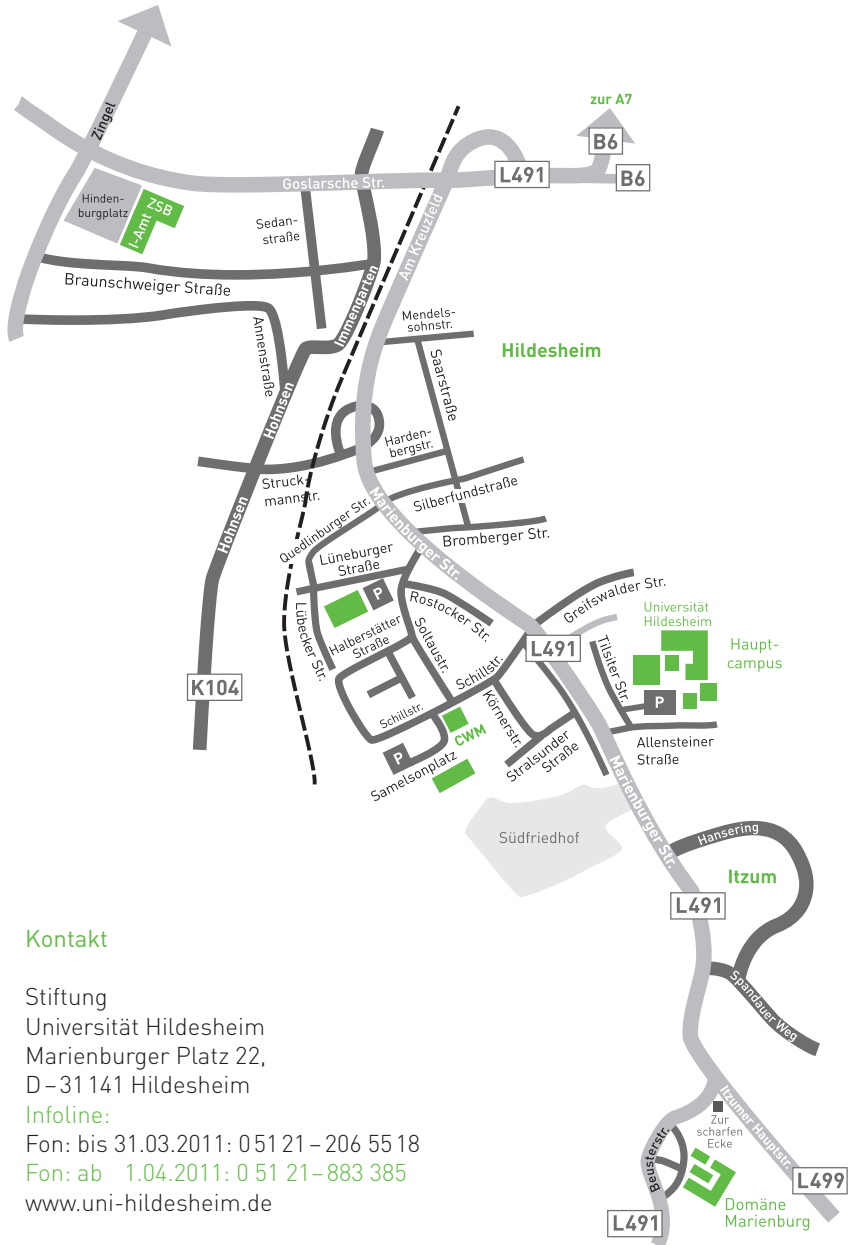 zur A7
Zingel
B6
L491
B6
Goslarsche Str.
Hinden-
burgplatz
ZSB
I-Amt
Sedan-
straße
Am Kreuzfeld
Braunschweiger Straße
Immengarten
Annenstraße
Mendels-
sohnstr.
Hildesheim
Saarstraße
Hohnsen
Harden-
bergstr.
Struck-
mannstr.
Silberfundstraße
Marienburger Str.
Quedlinburger Str.
Hohnsen
Bromberger Str.
Lüneburger
Straße
P
Rostocker Str.
Greifswalder Str.
Lübecker Str.
Halberstätter
Straße
Soltaustr.
Universität
Hildesheim
Haupt-
campus
L491
Tilsiter Str.
P
K104
Schillstr.
Körnerstr.
Schillstr.
CWM
P
Samelsonplatz
Stralsunder
Straße
Allensteiner
Straße
Marienburger Str.
Südfriedhof
Hansering
Itzum
L491
Spandauer Weg
Kontakt
Stiftung
Universität Hildesheim
Marienburger Platz 22,
D – 31 141 Hildesheim
Infoline:
Fon: bis 31.03.2011: 0 51 21 – 206 55 18
Fon: ab 1.04.2011: 0 51 21 – 883 385
www.uni-hildesheim.de
Itzumer Hauptstr.
Zur
scharfen
Ecke
Beusterstr.
L499
Domäne
Marienburg
L491